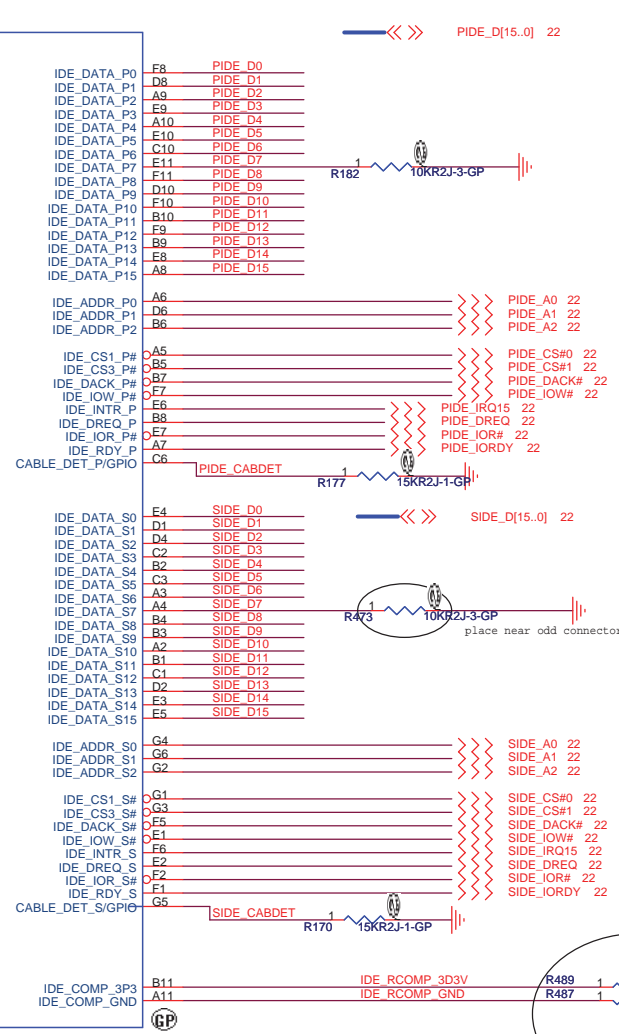 PIDE_D[15..0] 22
IDE_DATA_P0 F8 PIDE_D0
IDE_DATA_P1 D8 PIDE_D1
IDE_DATA_P2 A9 PIDE_D2
IDE_DATA_P3 E9 PIDE_D3
IDE_DATA_P4 A10 PIDE_D4
IDE_DATA_P5 E10 PIDE_D5
IDE_DATA_P6 C10 PIDE_D6
IDE_DATA_P7 E11 PIDE_D7 R182 1 10KR2J-3-GP
IDE_DATA_P8 F11 PIDE_D8
IDE_DATA_P9 D10 PIDE_D9
IDE_DATA_P10 F10 PIDE_D10
IDE_DATA_P11 B10 PIDE_D11
IDE_DATA_P12 F9 PIDE_D12
IDE_DATA_P13 B9 PIDE_D13
IDE_DATA_P14 E8 PIDE_D14
IDE_DATA_P15 A8 PIDE_D15
IDE_ADDR_P0 A6 PIDE_A0 22
IDE_ADDR_P1 D6 PIDE_A1 22
IDE_ADDR_P2 B6 PIDE_A2 22
IDE_CS1_P# A5 PIDE_CS#0 22
IDE_CS3_P# B5 PIDE_CS#1 22
IDE_DACK_P# B7 PIDE_DACK# 22
IDE_IOW_P# F7 PIDE_IOW# 22
IDE_INTR_P E6 PIDE_IRQ15 22
IDE_DREQ_P B8 PIDE_DREQ 22
IDE_IOR_P# E7 PIDE_IOR# 22
IDE_RDY_P A7 PIDE_IORDY 22
CABLE_DET_P/GPIO C6 PIDE_CABDET R177 1 15KR2J-1-GP
SIDE_D[15..0] 22
IDE_DATA_S0 E4 SIDE_D0
IDE_DATA_S1 D1 SIDE_D1
IDE_DATA_S2 D4 SIDE_D2
IDE_DATA_S3 C2 SIDE_D3
IDE_DATA_S4 B2 SIDE_D4
IDE_DATA_S5 C3 SIDE_D5
IDE_DATA_S6 A3 SIDE_D6
IDE_DATA_S7 A4 SIDE_D7 R473 1 10KR2J-3-GP
IDE_DATA_S8 B4 SIDE_D8
place near odd connector
IDE_DATA_S9 B3 SIDE_D9
IDE_DATA_S10 A2 SIDE_D10
IDE_DATA_S11 B1 SIDE_D11
IDE_DATA_S12 C1 SIDE_D12
IDE_DATA_S13 D2 SIDE_D13
IDE_DATA_S14 E3 SIDE_D14
IDE_DATA_S15 E5 SIDE_D15
IDE_ADDR_S0 G4 SIDE_A0 22
IDE_ADDR_S1 G6 SIDE_A1 22
IDE_ADDR_S2 G2 SIDE_A2 22
IDE_CS1_S# G1 SIDE_CS#0 22
IDE_CS3_S# G3 SIDE_CS#1 22
IDE_DACK_S# F5 SIDE_DACK# 22
IDE_IOW_S# E1 SIDE_IOW# 22
IDE_INTR_S F6 SIDE_IRQ15 22
IDE_DREQ_S E2 SIDE_DREQ 22
IDE_IOR_S# F2 SIDE_IOR# 22
IDE_RDY_S F1 SIDE_IORDY 22
CABLE_DET_S/GPIO G5 SIDE_CABDET R170 1 15KR2J-1-GP
IDE_COMP_3P3 B11 IDE_RCOMP_3D3V R489 1
IDE_COMP_GND A11 IDE_RCOMP_GND R487 1
GP